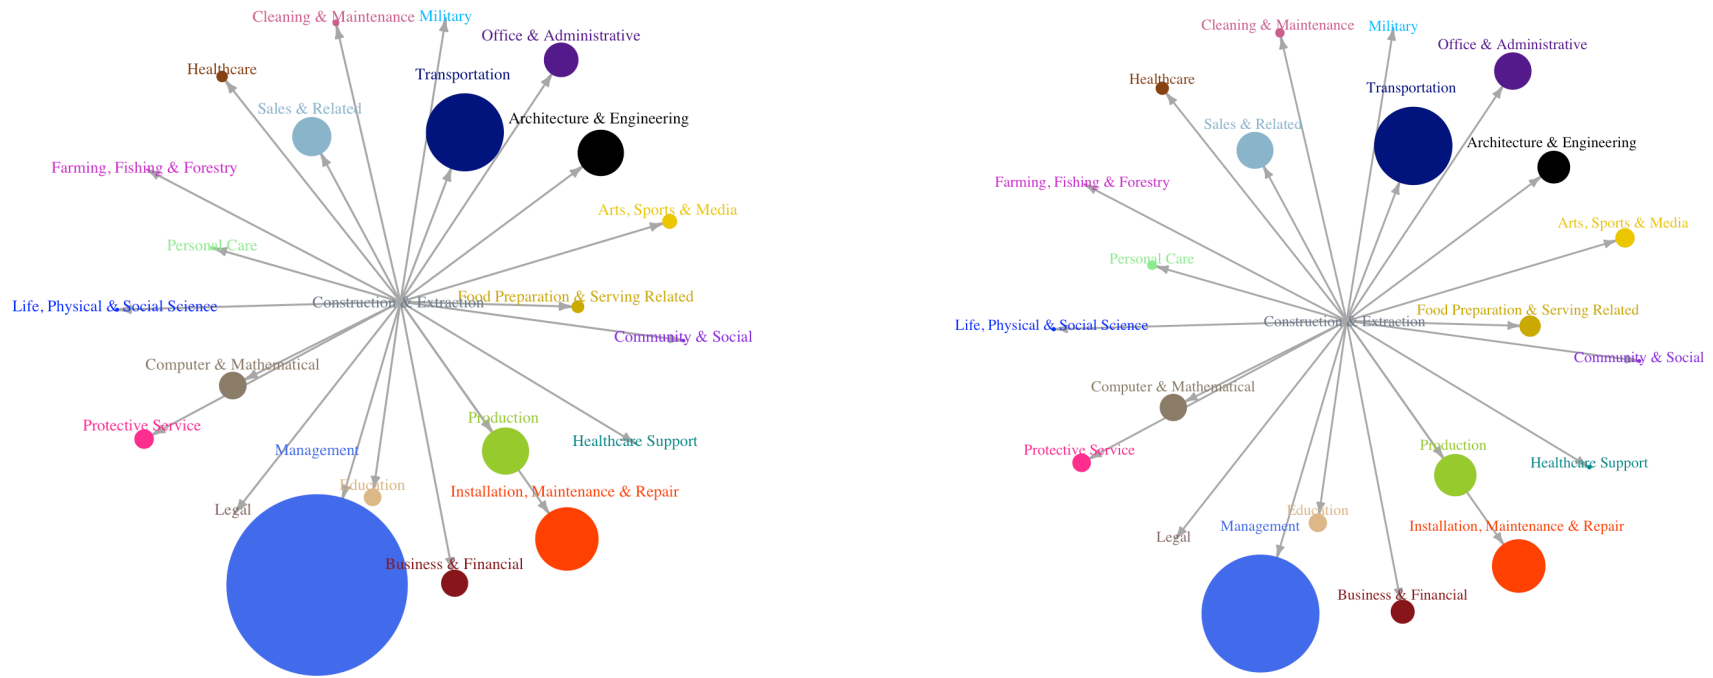 Cleaning & Maintenance
Military
Office & Administrative
Healthcare
Transportation
Sales & Related
Architecture & Engineering
Farming, Fishing & Forestry
Arts, Sports & Media
Personal Care
Construction & Extraction
Food Preparation & Serving Related
Life, Physical & Social Science
Community & Social
Computer & Mathematical
Protective Service
Production
Healthcare Support
Management
Education
Installation, Maintenance & Repair
Legal
Business & Financial
Cleaning & Maintenance
Military
Office & Administrative
Healthcare
Transportation
Sales & Related
Architecture & Engineering
Farming, Fishing & Forestry
Arts, Sports & Media
Personal Care
Food Preparation & Serving Related
Construction & Extraction
Life, Physical & Social Science
Community & Social
Computer & Mathematical
Protective Service
Production
Healthcare Support
Education
Management
Installation, Maintenance & Repair
Legal
Business & Financial